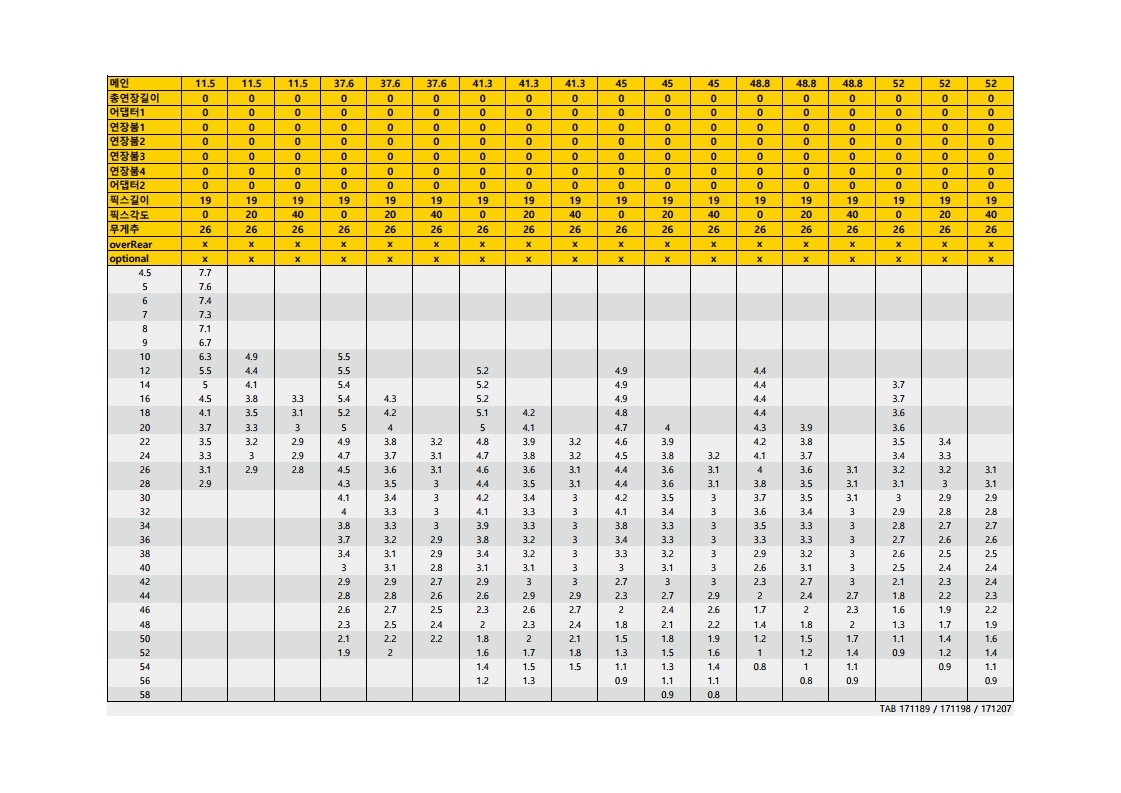 메인 11.5 11.5 11.5 37.6 37.6 37.6 41.3 41.3 41.3 45 45 45 48.8 48.8 48.8 52 52 52
총연장길이 0 0 0 0 0 0 0 0 0 0 0 0 0 0 0 0 0 0
어댑터1 0 0 0 0 0 0 0 0 0 0 0 0 0 0 0 0 0 0
연장붐1 0 0 0 0 0 0 0 0 0 0 0 0 0 0 0 0 0 0
연장붐2 0 0 0 0 0 0 0 0 0 0 0 0 0 0 0 0 0 0
연장붐3 0 0 0 0 0 0 0 0 0 0 0 0 0 0 0 0 0 0
연장붐4 0 0 0 0 0 0 0 0 0 0 0 0 0 0 0 0 0 0
어댑터2 0 0 0 0 0 0 0 0 0 0 0 0 0 0 0 0 0 0
픽스길이 19 19 19 19 19 19 19 19 19 19 19 19 19 19 19 19 19 19
픽스각도 0 20 40 0 20 40 0 20 40 0 20 40 0 20 40 0 20 40
무게추 26 26 26 26 26 26 26 26 26 26 26 26 26 26 26 26 26 26
overRear x x x x x x x x x x x x x x x x x x
optional x x x x x x x x x x x x x x x x x x
4.5 7.7
5 7.6
6 7.4
7 7.3
8 7.1
9 6.7
10 6.3 4.9 5.5
12 5.5 4.4 5.5 5.2 4.9 4.4
14 5 4.1 5.4 5.2 4.9 4.4 3.7
16 4.5 3.8 3.3 5.4 4.3 5.2 4.9 4.4 3.7
18 4.1 3.5 3.1 5.2 4.2 5.1 4.2 4.8 4.4 3.6
20 3.7 3.3 3 5 4 5 4.1 4.7 4 4.3 3.9 3.6
22 3.5 3.2 2.9 4.9 3.8 3.2 4.8 3.9 3.2 4.6 3.9 4.2 3.8 3.5 3.4
24 3.3 3 2.9 4.7 3.7 3.1 4.7 3.8 3.2 4.5 3.8 3.2 4.1 3.7 3.4 3.3
26 3.1 2.9 2.8 4.5 3.6 3.1 4.6 3.6 3.1 4.4 3.6 3.1 4 3.6 3.1 3.2 3.2 3.1
28 2.9 4.3 3.5 3 4.4 3.5 3.1 4.4 3.6 3.1 3.8 3.5 3.1 3.1 3 3.1
30 4.1 3.4 3 4.2 3.4 3 4.2 3.5 3 3.7 3.5 3.1 3 2.9 2.9
32 4 3.3 3 4.1 3.3 3 4.1 3.4 3 3.6 3.4 3 2.9 2.8 2.8
34 3.8 3.3 3 3.9 3.3 3 3.8 3.3 3 3.5 3.3 3 2.8 2.7 2.7
36 3.7 3.2 2.9 3.8 3.2 3 3.4 3.3 3 3.3 3.3 3 2.7 2.6 2.6
38 3.4 3.1 2.9 3.4 3.2 3 3.3 3.2 3 2.9 3.2 3 2.6 2.5 2.5
40 3 3.1 2.8 3.1 3.1 3 3 3.1 3 2.6 3.1 3 2.5 2.4 2.4
42 2.9 2.9 2.7 2.9 3 3 2.7 3 3 2.3 2.7 3 2.1 2.3 2.4
44 2.8 2.8 2.6 2.6 2.9 2.9 2.3 2.7 2.9 2 2.4 2.7 1.8 2.2 2.3
46 2.6 2.7 2.5 2.3 2.6 2.7 2 2.4 2.6 1.7 2 2.3 1.6 1.9 2.2
48 2.3 2.5 2.4 2 2.3 2.4 1.8 2.1 2.2 1.4 1.8 2 1.3 1.7 1.9
50 2.1 2.2 2.2 1.8 2 2.1 1.5 1.8 1.9 1.2 1.5 1.7 1.1 1.4 1.6
52 1.9 2 1.6 1.7 1.8 1.3 1.5 1.6 1 1.2 1.4 0.9 1.2 1.4
54 1.4 1.5 1.5 1.1 1.3 1.4 0.8 1 1.1 0.9 1.1
56 1.2 1.3 0.9 1.1 1.1 0.8 0.9 0.9
58 0.9 0.8
TAB 171189 / 171198 / 171207